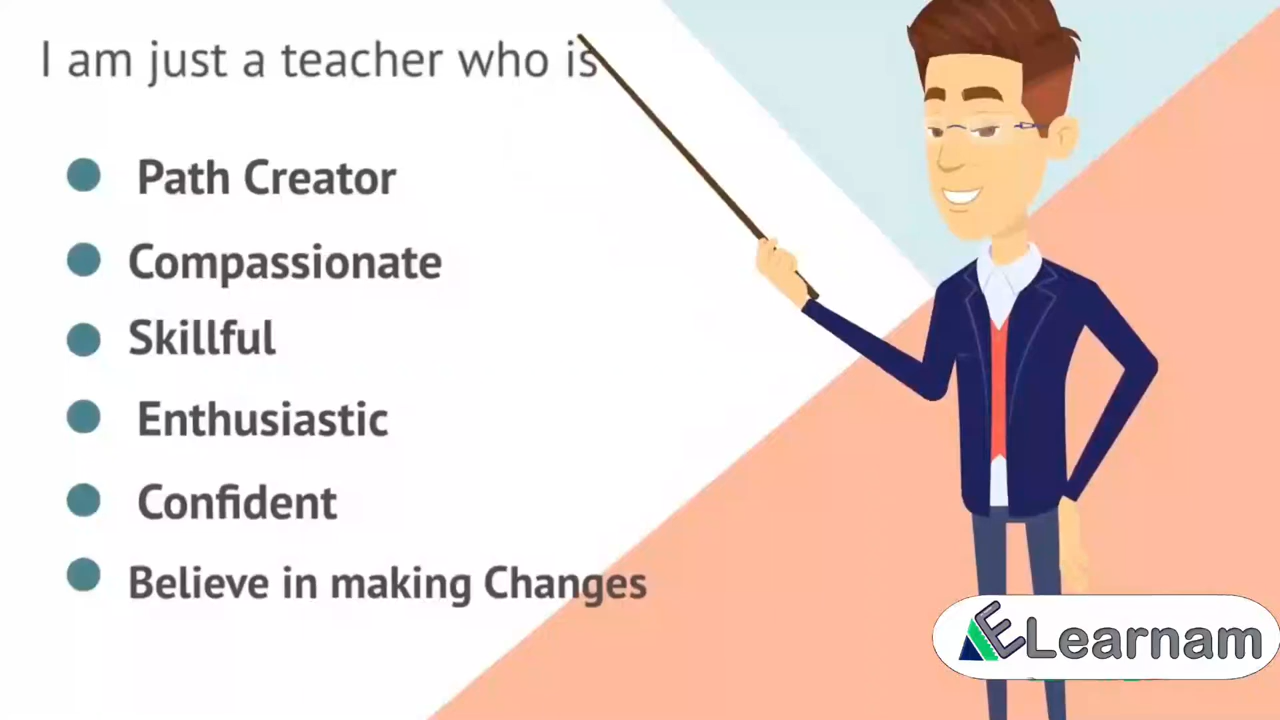 I am just a teacher who is
Path Creator
Compassionate
Skillful
Enthusiastic
Confident
Believe in making Changes
ELearnam